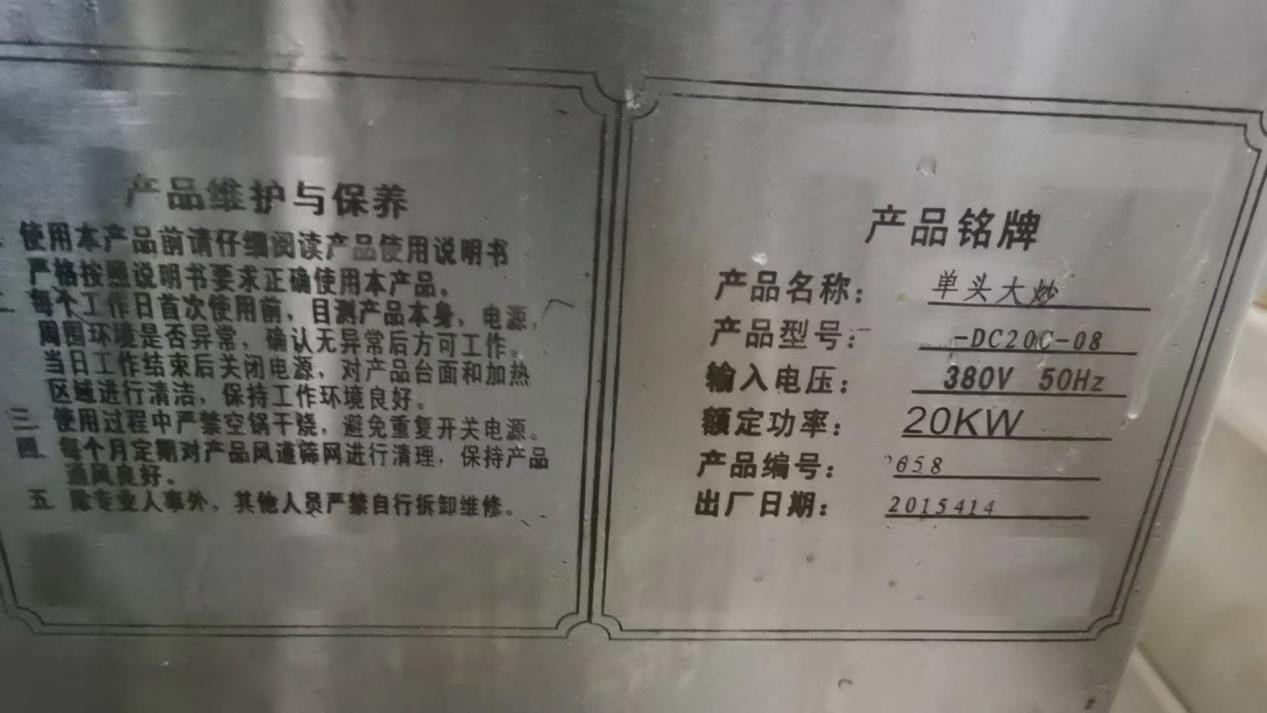 产品维护与保养
使用本产品前请仔细阅读产品使用说明书
严格按照说明书要求正确使用本产品。
每个工作日首次使用前，目测产品本身，电源，
周围环境是否异常，确认无异常后方可工作。
当日工作结束后关闭电源，对产品台面和加热
区域进行清洁，保持工作环境良好。
三 使用过程中严禁空锅干烧，避免重复开关电源。
四 每个月定期对产品风道筛网进行清理，保持产品
通风良好。
五 除专业人事外，其他人员严禁自行拆卸维修。
产品铭牌
产品名称： 单头大炒
产品型号： -DC20C-08
输入电压： 380V 50Hz
额定功率： 20KW
产品编号： 658
出厂日期： 2015414